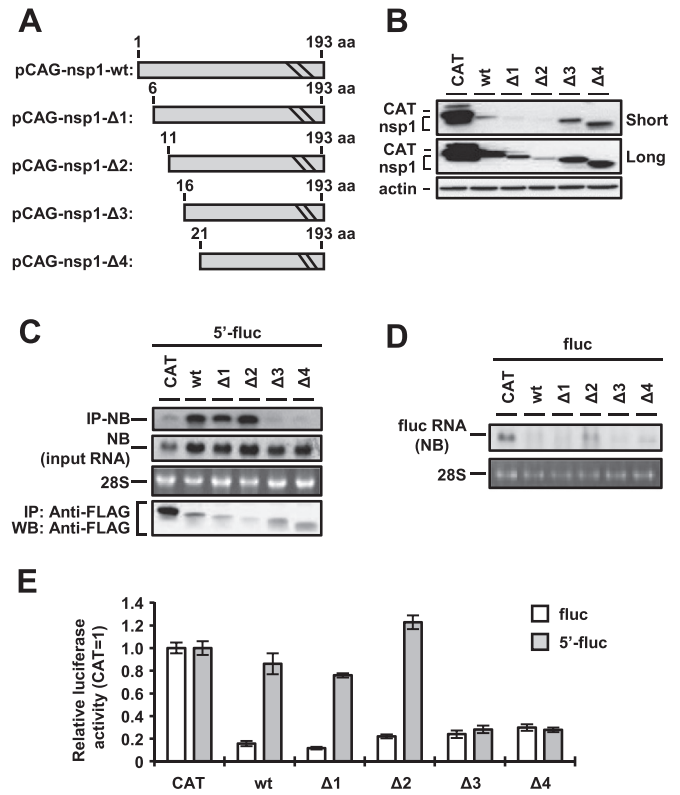 A
1 193 aa
pCAG-nsp1-wt:
6 193 aa
pCAG-nsp1-Δ1:
11 193 aa
pCAG-nsp1-Δ2:
16 193 aa
pCAG-nsp1-Δ3:
21 193 aa
pCAG-nsp1-Δ4:
B
CAT wt Δ1 Δ2 Δ3 Δ4
CAT
nsp1
Short
CAT
nsp1
Long
actin
C
5'-fluc
CAT wt Δ1 Δ2 Δ3 Δ4
IP-NB
NB
(input RNA)
28S
IP: Anti-FLAG
WB: Anti-FLAG
D
fluc
CAT wt Δ1 Δ2 Δ3 Δ4
fluc RNA
(NB)
28S
E
Relative luciferase
activity (CAT=1)
1.4
1.2
1.0
0.8
0.6
0.4
0.2
0
CAT wt Δ1 Δ2 Δ3 Δ4
fluc
5'-fluc